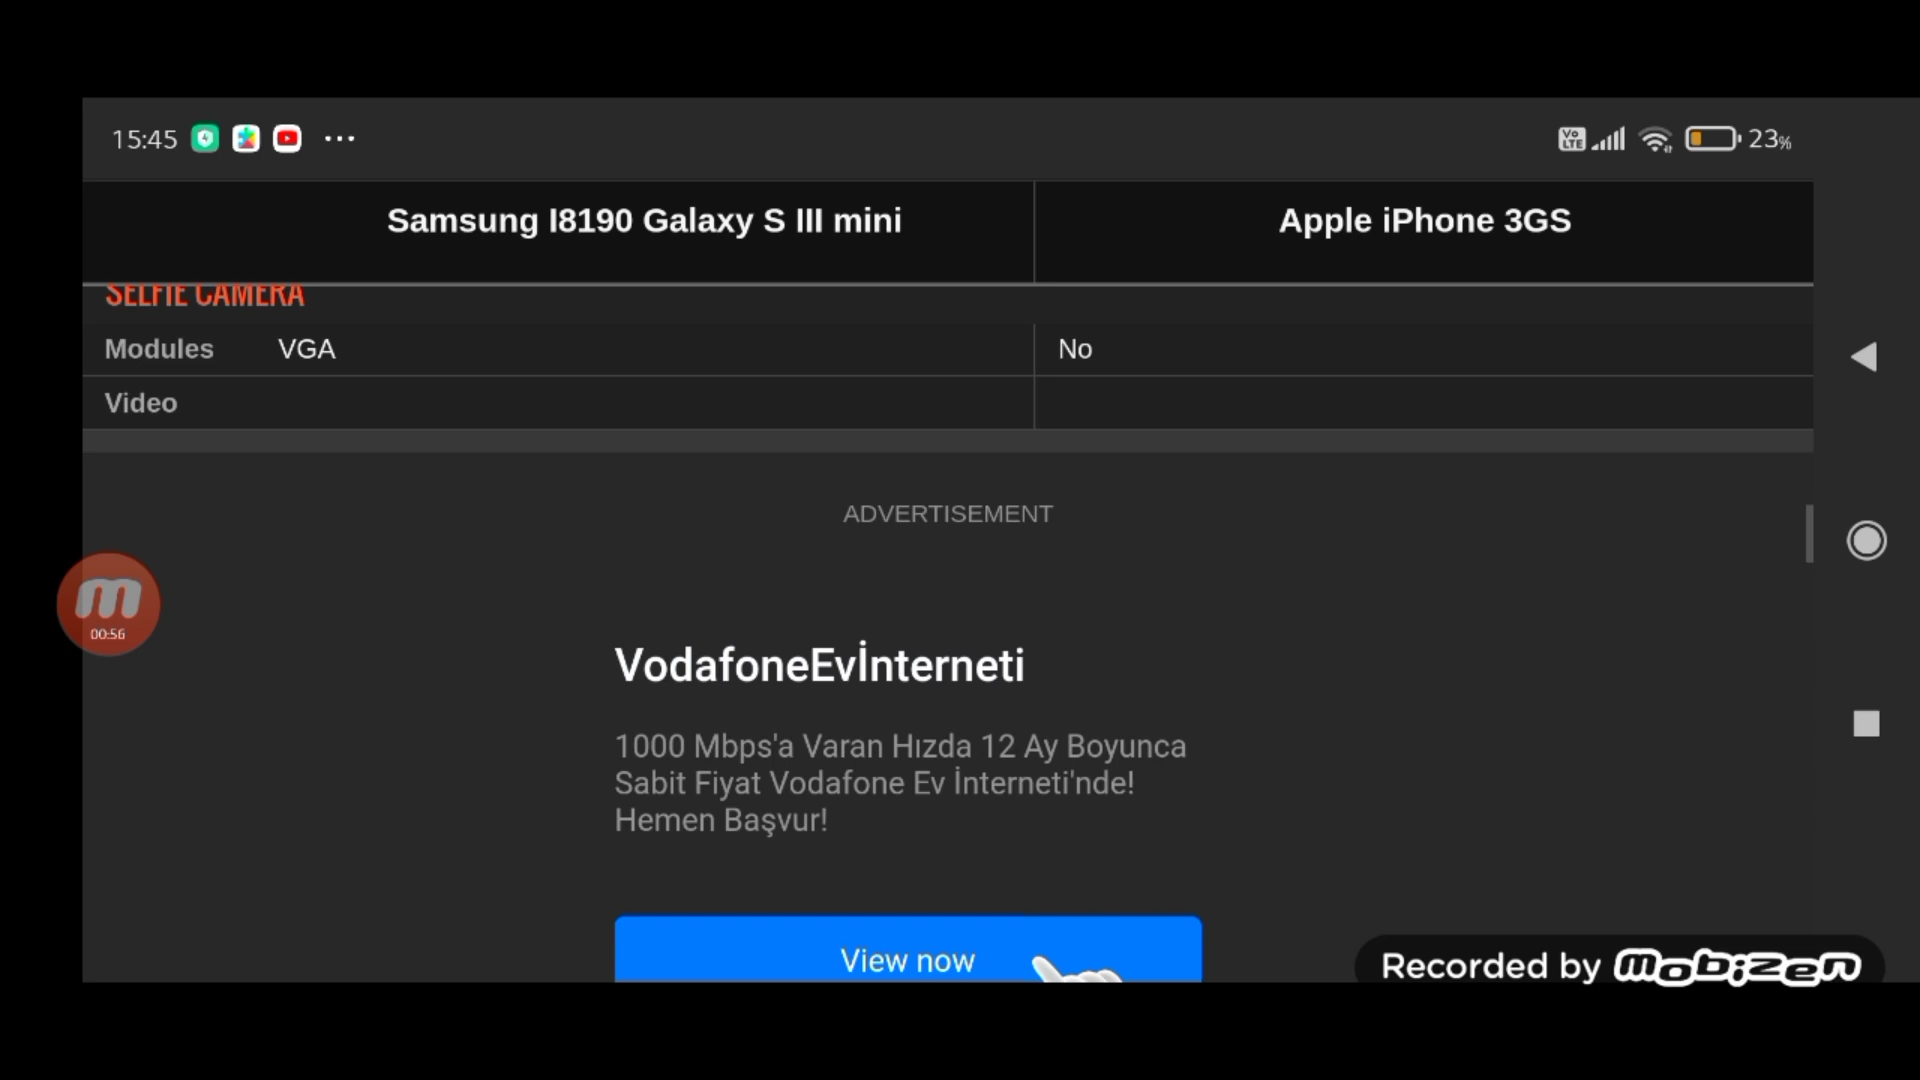 15:45
Vo LTE
23%
Samsung I8190 Galaxy S III mini
Apple iPhone 3GS
SELFIE CAMERA
Modules VGA No
Video
ADVERTISEMENT
m
00:56
VodafoneEvİnterneti
1000 Mbps'a Varan Hızda 12 Ay Boyunca
Sabit Fiyat Vodafone Ev İnterneti'nde!
Hemen Başvur!
View now
Recorded by mobizen